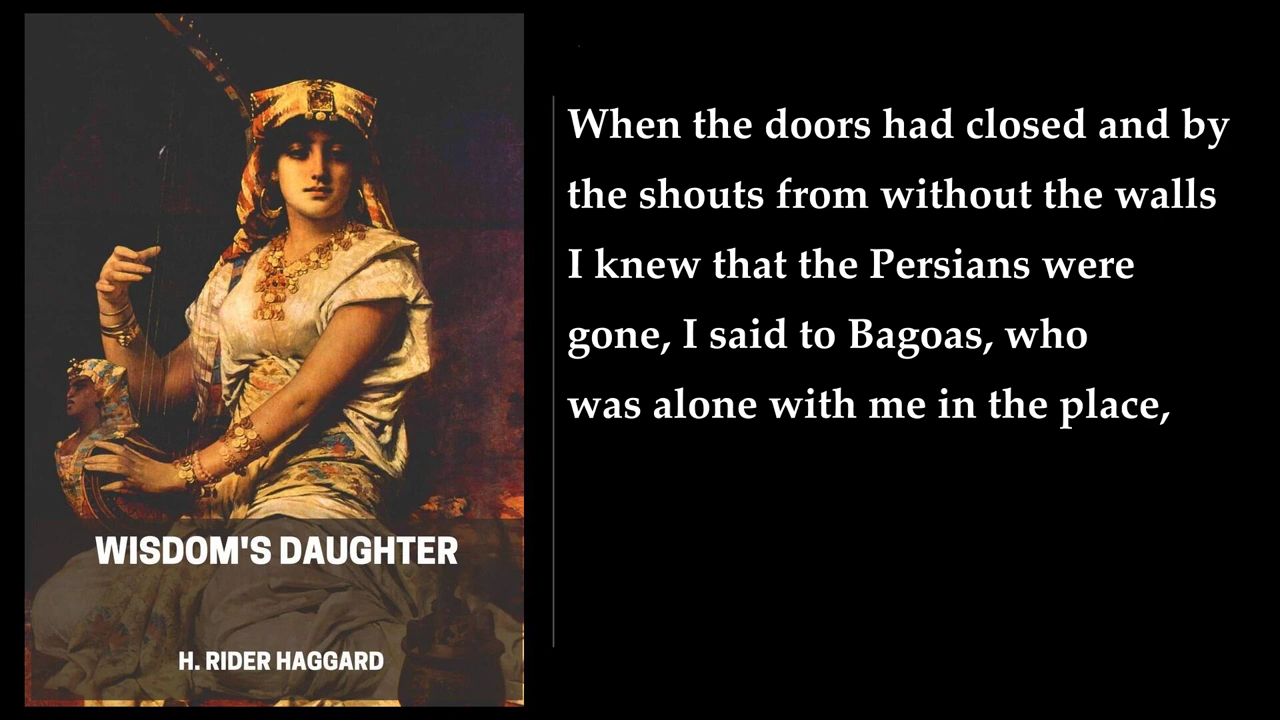 WISDOM'S DAUGHTER
H. RIDER HAGGARD
When the doors had closed and by
the shouts from without the walls
I knew that the Persians were
gone, I said to Bagoas, who
was alone with me in the place,